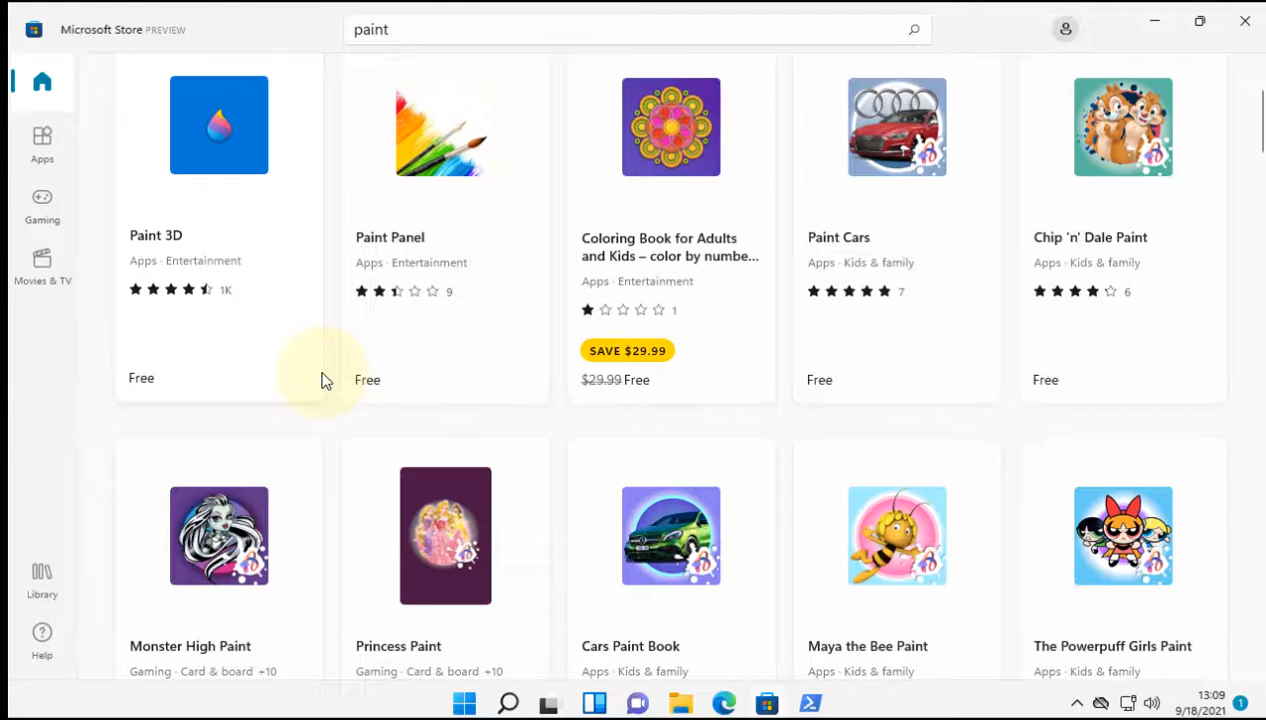 Microsoft Store PREVIEW
paint
Apps
Gaming
Movies & TV
Library
Help
Paint 3D
Apps · Entertainment
1K
Free
Paint Panel
Apps · Entertainment
9
Free
Coloring Book for Adults
and Kids – color by numbe...
Apps · Entertainment
1
SAVE $29.99
$29.99 Free
Paint Cars
Apps · Kids & family
7
Free
Chip 'n' Dale Paint
Apps · Kids & family
6
Free
Monster High Paint
Gaming · Card & board +10
Princess Paint
Gaming · Card & board +10
Cars Paint Book
Apps · Kids & family
Maya the Bee Paint
Apps · Kids & family
The Powerpuff Girls Paint
Apps · Kids & family
13:09
9/18/2021
1